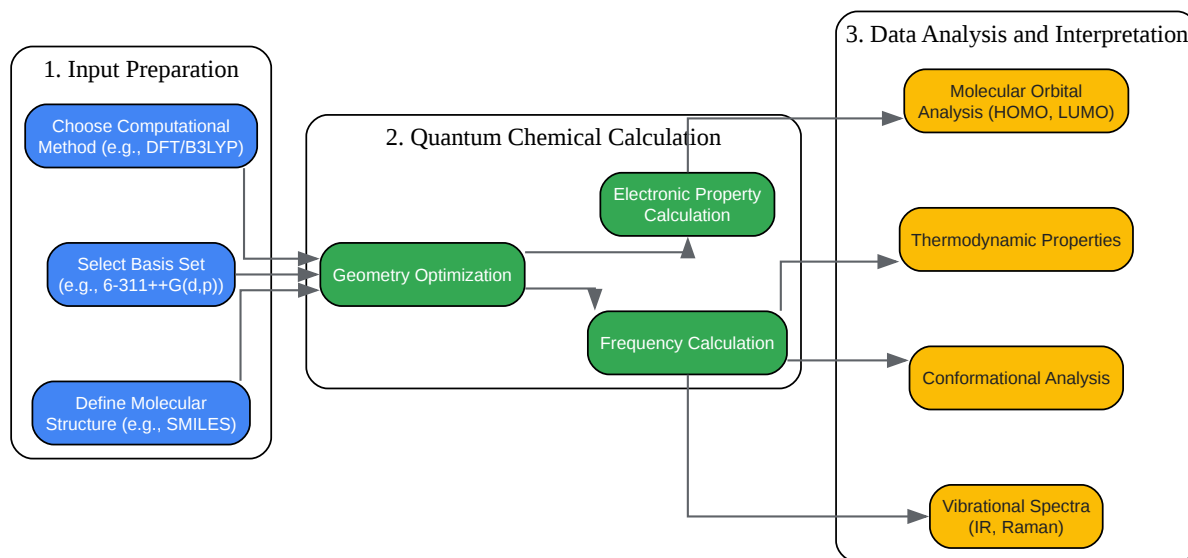 1. Input Preparation
Choose Computational
Method (e.g., DFT/B3LYP)
Select Basis Set
(e.g., 6-311++G(d,p))
Define Molecular
Structure (e.g., SMILES)
2. Quantum Chemical Calculation
Geometry Optimization
Electronic Property
Calculation
Frequency Calculation
3. Data Analysis and Interpretation
Molecular Orbital
Analysis (HOMO, LUMO)
Thermodynamic Properties
Conformational Analysis
Vibrational Spectra
(IR, Raman)